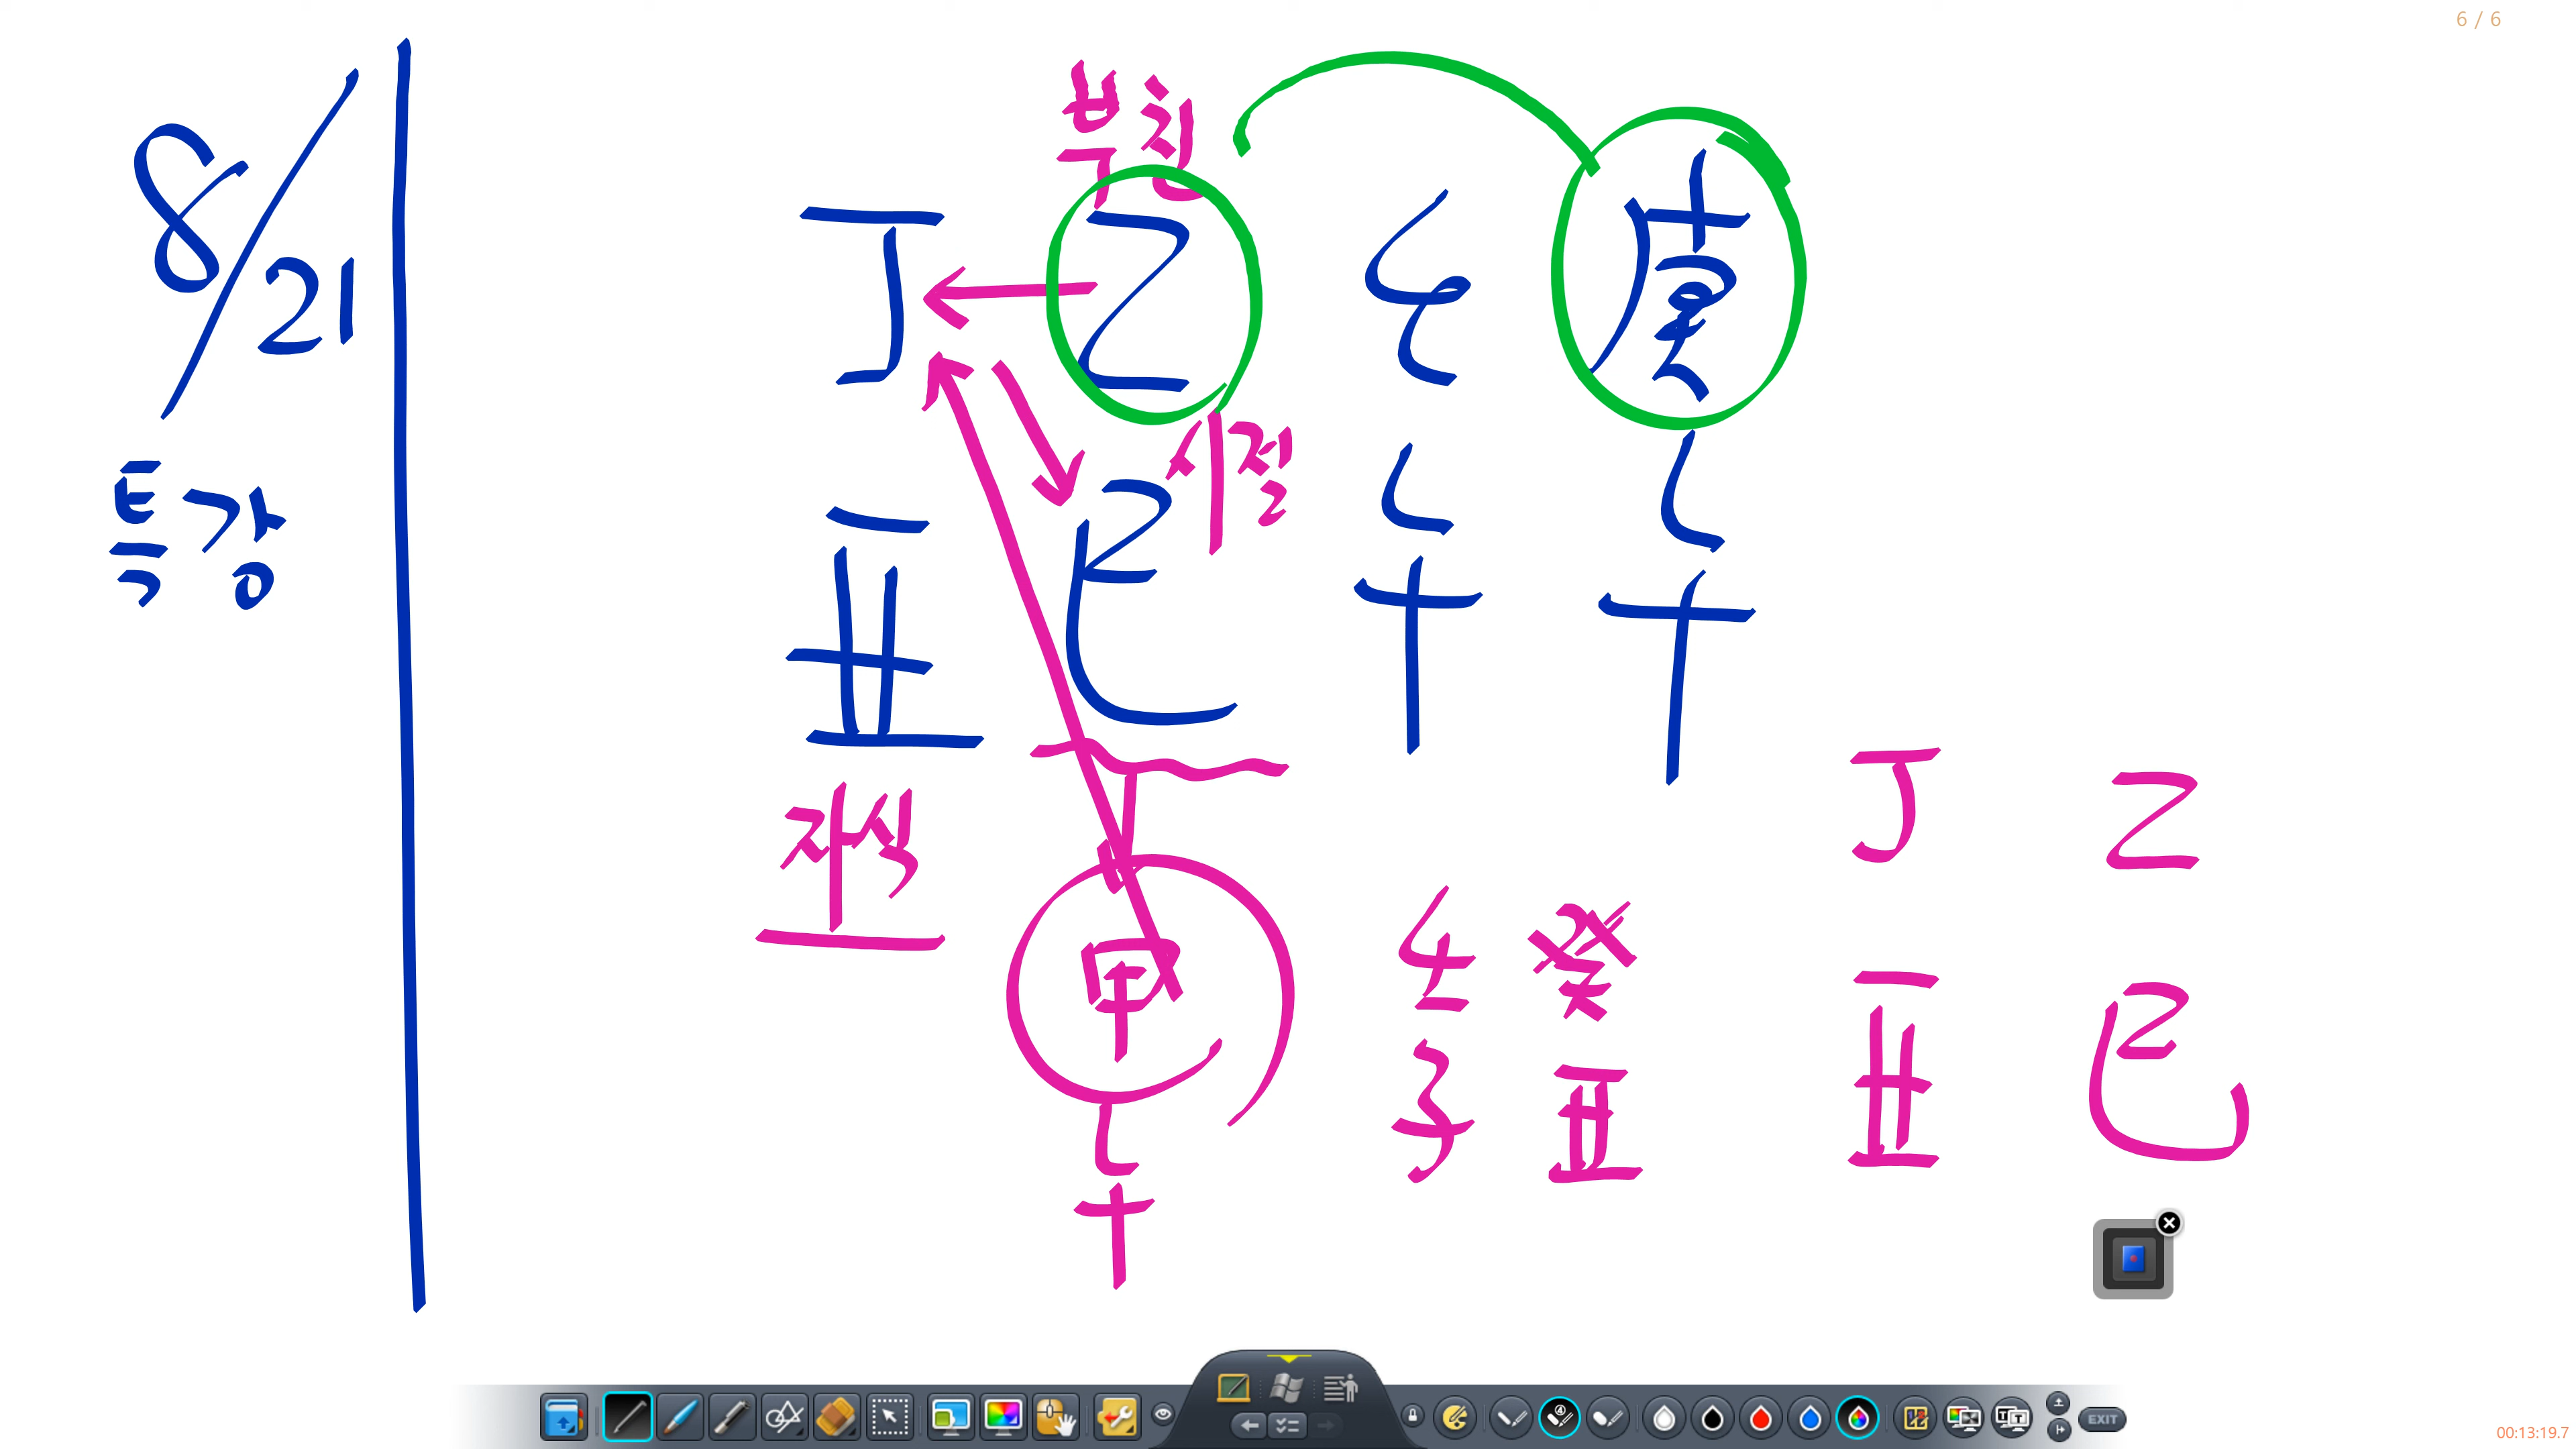 6 / 6
8/21
특강
부친
丁 乙 壬 庚
시절
丑 巳 午 午
자식
甲
午
壬 癸
子 丑
丁 乙
丑 巳
EXIT
00:13:19.7